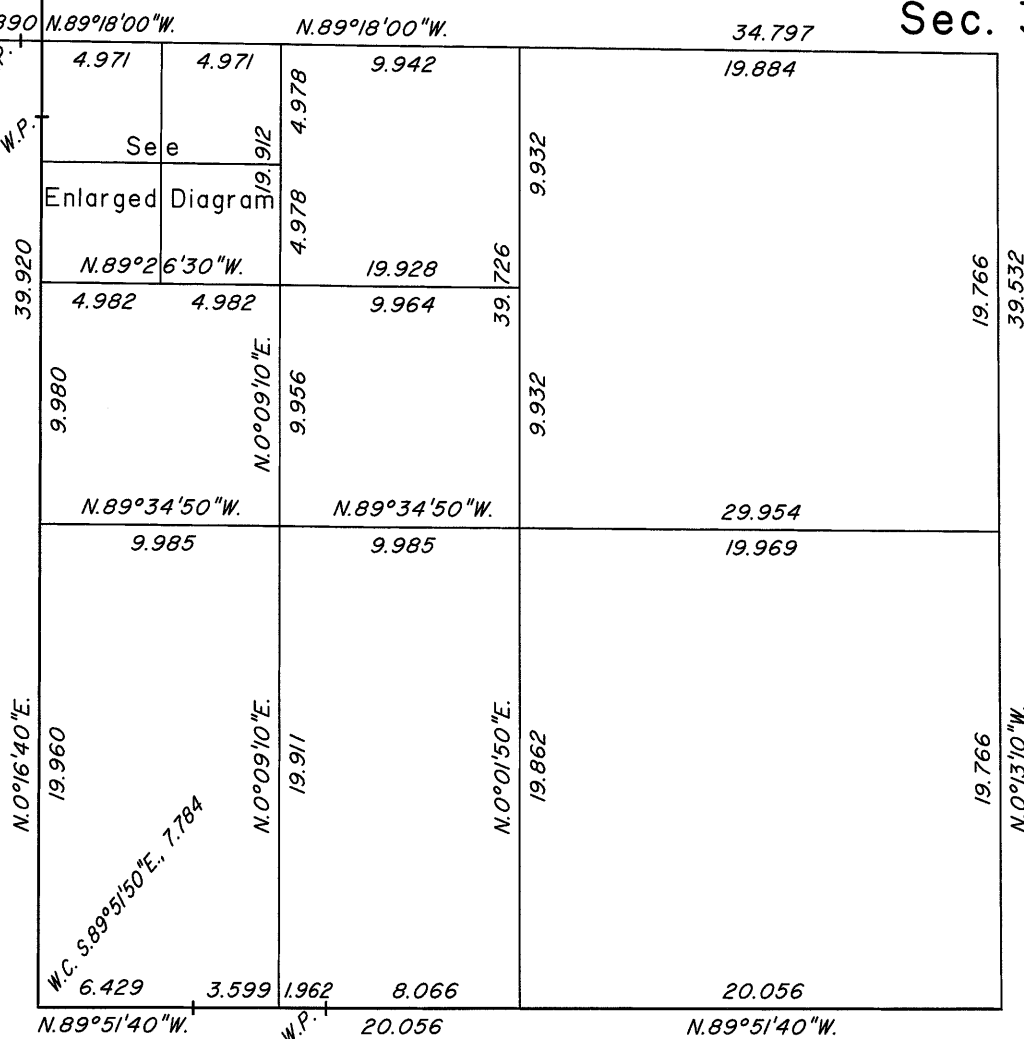 390 N.89°18'00"W. N.89°18'00"W. 34.797 Sec. 3
4.971 4.971 9.942 19.884
4.978
W.P.
See
19.912
9.932
Enlarged Diagram
4.978
39.920
N.89°26'30"W. 19.928
39.726
19.766
39.532
4.982 4.982 9.964
9.980
N.0°09'10"E.
9.956
9.932
N.89°34'50"W. N.89°34'50"W. 29.954
9.985 9.985 19.969
N.0°16'40"E.
19.960
N.0°09'10"E.
19.911
N.0°01'50"E.
19.862
19.766
N.0°13'10"W.
W.C. S.89°51'50"E., 7.784
6.429 3.599 1.962 8.066 20.056
N.89°51'40"W. W.P. 20.056 N.89°51'40"W.